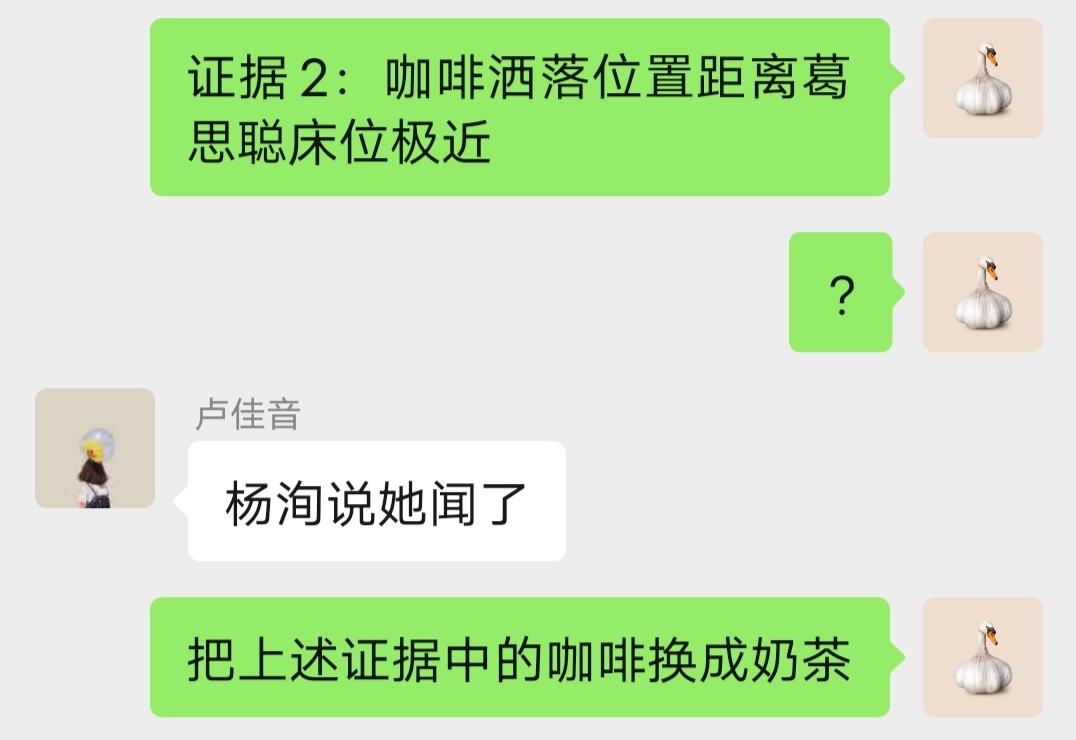 证据2：咖啡洒落位置距离葛
思聪床位极近
？
卢佳音
杨洵说她闻了
把上述证据中的咖啡换成奶茶